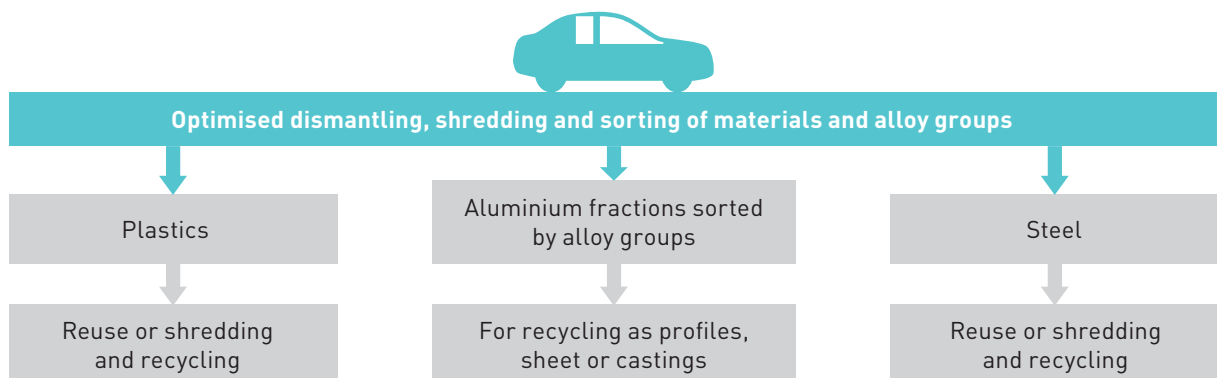 Optimised dismantling, shredding and sorting of materials and alloy groups
Plastics
Aluminium fractions sorted
by alloy groups
Steel
Reuse or shredding
and recycling
For recycling as profiles,
sheet or castings
Reuse or shredding
and recycling